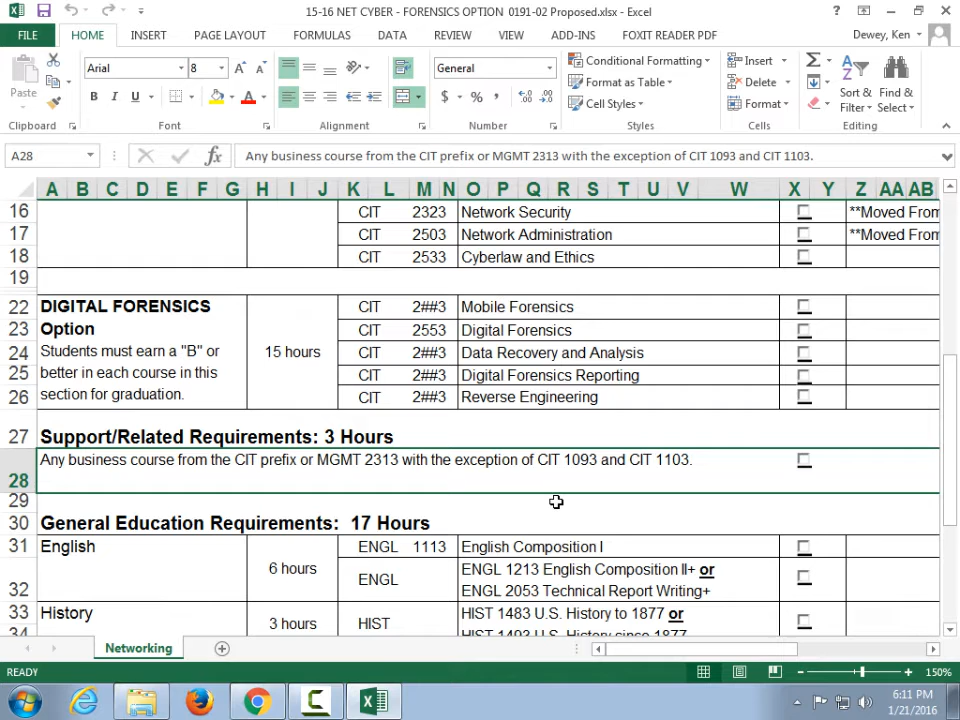 15-16 NET CYBER - FORENSICS OPTION 0191-02 Proposed.xlsx - Excel
FILE HOME INSERT PAGE LAYOUT FORMULAS DATA REVIEW VIEW ADD-INS FOXIT READER PDF Dewey, Ken
Paste Arial 8 General Conditional Formatting Insert
B I U $ % Format as Table Delete Sort & Find &
Cell Styles Format Filter Select
Clipboard Font Alignment Number Styles Cells Editing
A28 fx Any business course from the CIT prefix or MGMT 2313 with the exception of CIT 1093 and CIT 1103.
A B C D E F G H I J K L M N O P Q R S T U V W X Y Z AA AB
16 CIT 2323 Network Security **Moved From
17 CIT 2503 Network Administration **Moved From
18 CIT 2533 Cyberlaw and Ethics
19
22 DIGITAL FORENSICS CIT 2##3 Mobile Forensics
23 Option CIT 2553 Digital Forensics
24 Students must earn a "B" or 15 hours CIT 2##3 Data Recovery and Analysis
25 better in each course in this CIT 2##3 Digital Forensics Reporting
26 section for graduation. CIT 2##3 Reverse Engineering
27 Support/Related Requirements: 3 Hours
28 Any business course from the CIT prefix or MGMT 2313 with the exception of CIT 1093 and CIT 1103.
29
30 General Education Requirements: 17 Hours
31 English ENGL 1113 English Composition I
6 hours ENGL ENGL 1213 English Composition II+ or
32 ENGL 2053 Technical Report Writing+
33 History 3 hours HIST HIST 1483 U.S. History to 1877 or
34 HIST 1493 U.S. History since 1877
Networking
READY 150%
6:11 PM
1/21/2016